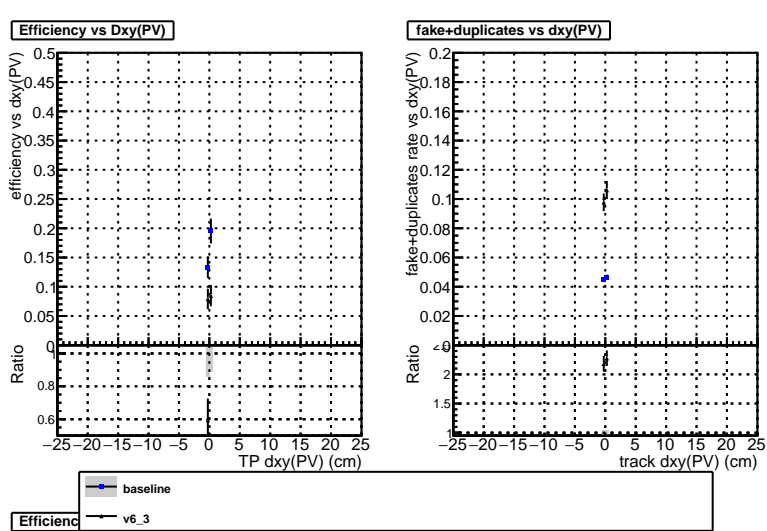 Efficiency vs Dxy(PV)
efficiency vs dxy(PV)
0.5
0.45
0.4
0.35
0.3
0.25
0.2
0.15
0.1
0.05
0
Ratio
1
0.8
0.6
−25 −20 −15 −10 −5 0 5 10 15 20 25
TP dxy(PV) (cm)
fake+duplicates vs dxy(PV)
fake+duplicates rate vs dxy(PV)
0.2
0.18
0.16
0.14
0.12
0.1
0.08
0.06
0.04
0.02
0
Ratio
2
1.5
1
−25 −20 −15 −10 −5 0 5 10 15 20 25
track dxy(PV) (cm)
baseline
v6_3
Efficienc